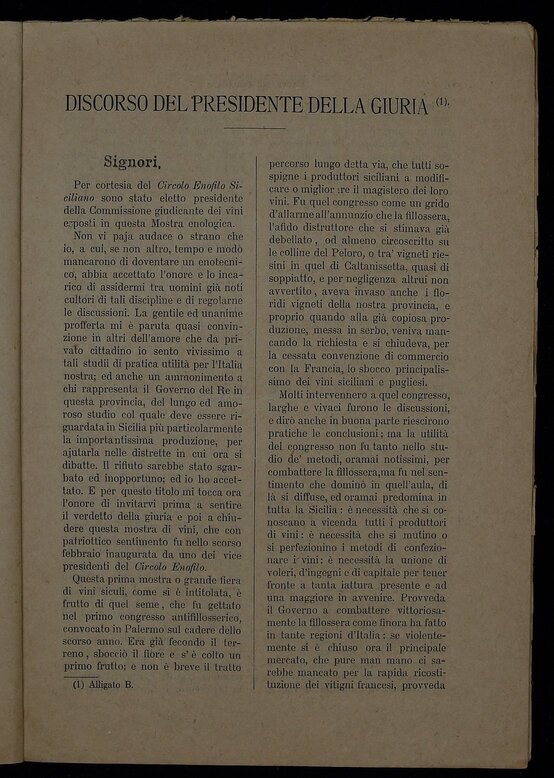 DISCORSO DEL PRESIDENTE DELLA GIURIA (1).
Signori,
Per cortesia del Circolo Enofilo Si-
ciliano sono stato eletto presidente
della Commissione giudicante dei vini
esposti in questa Mostra enologica.
Non vi paja audace o strano che
io, a cui, se non altro, tempo e modo
mancarono di doventare un enotecni-
co, abbia accettato l'onore e lo inca-
rico di assidermi tra uomini già noti
cultori di tali discipline e di regolarne
le discussioni. La gentile ed unanime
profferta mi è paruta quasi convin-
zione in altri dell'amore che da pri-
vato cittadino io sento vivissimo a
tali studii di pratica utilità per l'Italia
nostra; ed anche un ammonimento a
chi rappresenta il Governo del Re in
questa provincia, del lungo ed amo-
roso studio col quale deve essere ri-
guardata in Sicilia più particolarmente
la importantissima produzione, per
ajutarla nelle distrette in cui ora si
dibatte. Il rifiuto sarebbe stato sgar-
bato ed inopportuno; ed io ho accet-
tato. E per questo titolo mi tocca ora
l'onore di invitarvi prima a sentire
il verdetto della giuria e poi a chiu-
dere questa mostra di vini, che con
patriottico sentimento fu nello scorso
febbraio inaugurata da uno dei vice
presidenti del Circolo Enofilo.
Questa prima mostra o grande fiera
di vini siculi, come si è intitolata, è
frutto di quel seme, che fu gettato
nel primo congresso antifillosserico,
convocato in Palermo sul cadere dello
scorso anno. Era già fecondo il ter-
reno, sbocciò il fiore e s'è colto un
primo frutto; e non è breve il tratto
(1) Alligato B.
percorso lungo detta via, che tutti so-
spigne i produttori siciliani a modifi-
care o migliorare il magistero dei loro
vini. Fu quel congresso come un grido
d'allarme all'annunzio che la fillossera,
l'afido distruttore che si stimava già
debellato, od almeno circoscritto su
le colline del Peloro, o tra' vigneti rie-
sini in quel di Caltanissetta, quasi di
soppiatto, e per negligenza altrui non
avvertito, aveva invaso anche i flo-
ridi vigneti della nostra provincia, e
proprio quando alla già copiosa pro-
duzione, messa in serbo, veniva man-
cando la richiesta e si chiudeva, per
la cessata convenzione di commercio
con la Francia, lo sbocco principalis-
simo dei vini siciliani e pugliesi.
Molti intervennero a quel congresso,
larghe e vivaci furono le discussioni,
e dirò anche in buona parte riescirono
pratiche le conclusioni; ma la utilità
del congresso non fu tanto nello stu-
dio de' metodi, oramai notissimi, per
combattere la fillossera, ma fu nel sen-
timento che dominò in quell'aula, di
là si diffuse, ed oramai predomina in
tutta la Sicilia: è necessità che si co-
noscano a vicenda tutti i produttori
di vini: è necessità che si mutino o
si perfezionino i metodi di confezio-
nare i vini: è necessità la unione di
voleri, d'ingegni e di capitale per tener
fronte a tanta iattura presente e ad
una maggiore in avvenire. Provveda
il Governo a combattere vittoriosa-
mente la fillossera come finora ha fatto
in tante regioni d'Italia: se violente-
mente si è chiuso ora il principale
mercato, che pure man mano ci sa-
rebbe mancato per la rapida ricosti-
tuzione dei vitigni francesi, provveda